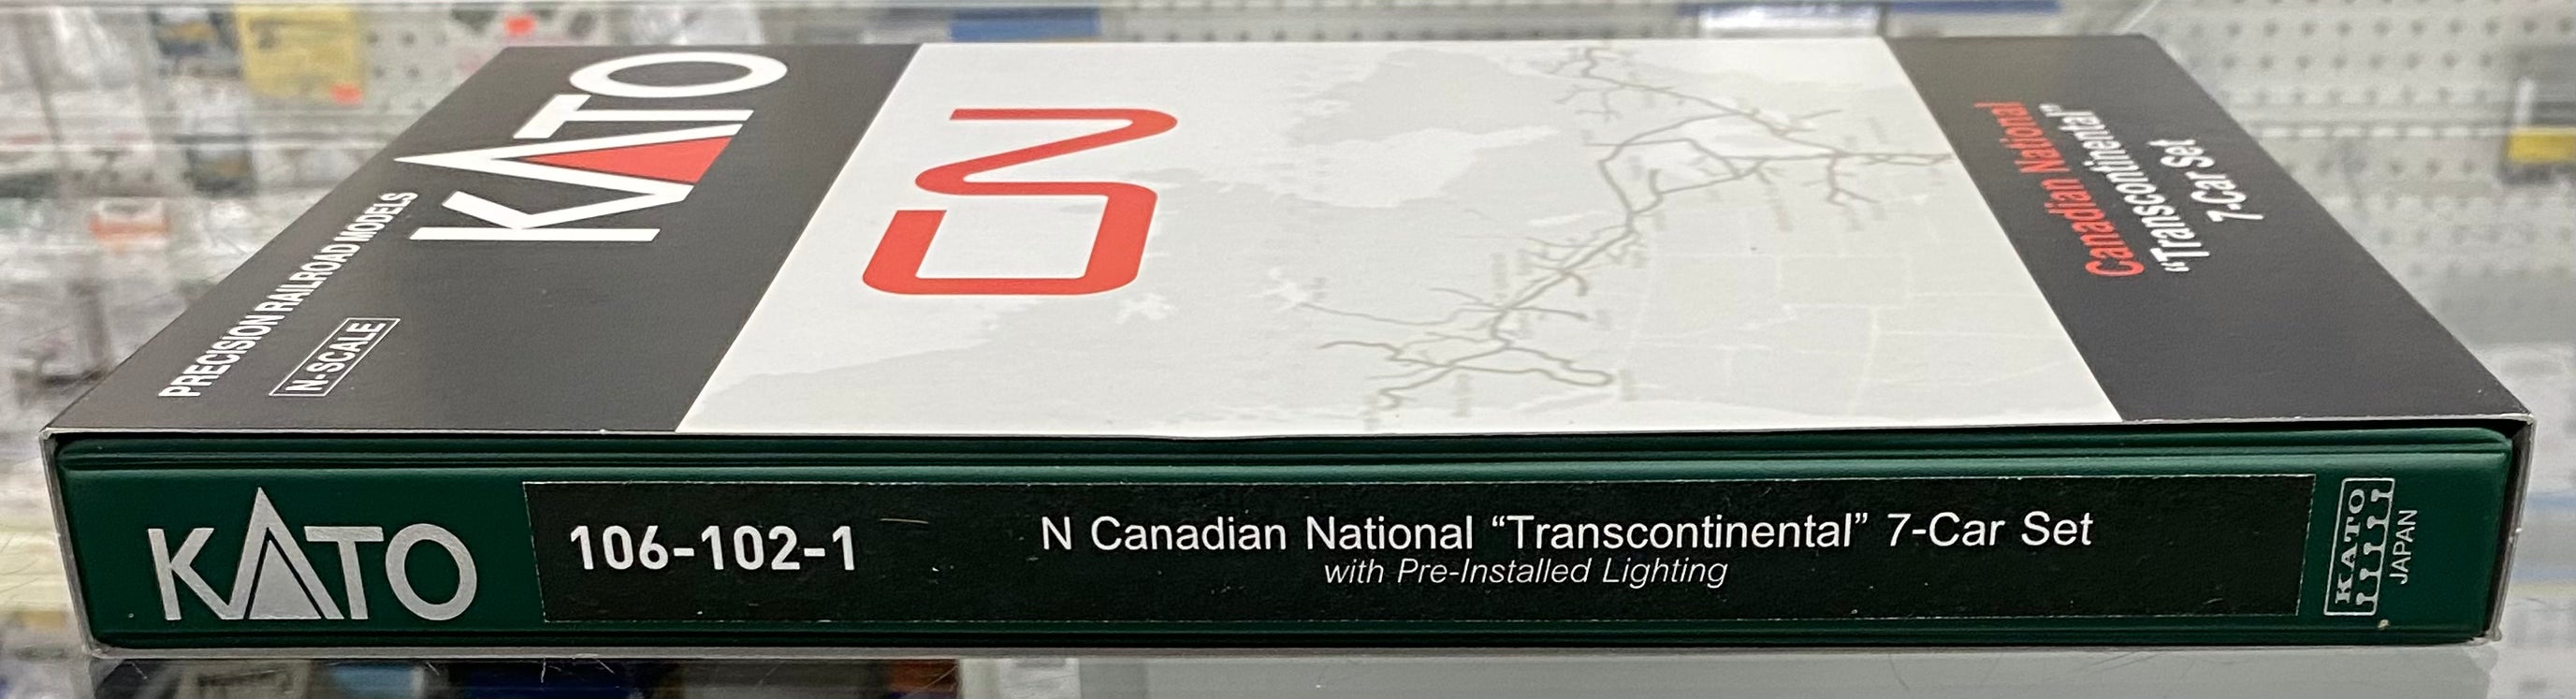 PRECISION RAILROAD MODELS
N-SCALE
KATO
CN
Canadian National
“Transcontinental”
7-Car Set
KATO
106-102-1
N Canadian National “Transcontinental” 7-Car Set
with Pre-Installed Lighting
KATO
JAPAN